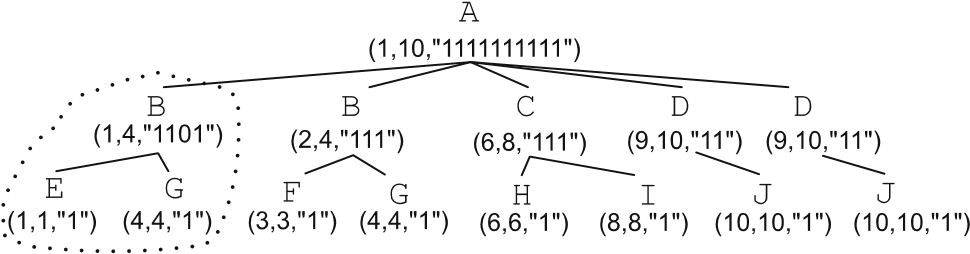 A
(1,10,"1111111111")
B B C D D
(1,4,"1101") (2,4,"111") (6,8,"111") (9,10,"11") (9,10,"11")
E G F G H I J J
(1,1,"1") (4,4,"1") (3,3,"1") (4,4,"1") (6,6,"1") (8,8,"1") (10,10,"1") (10,10,"1")